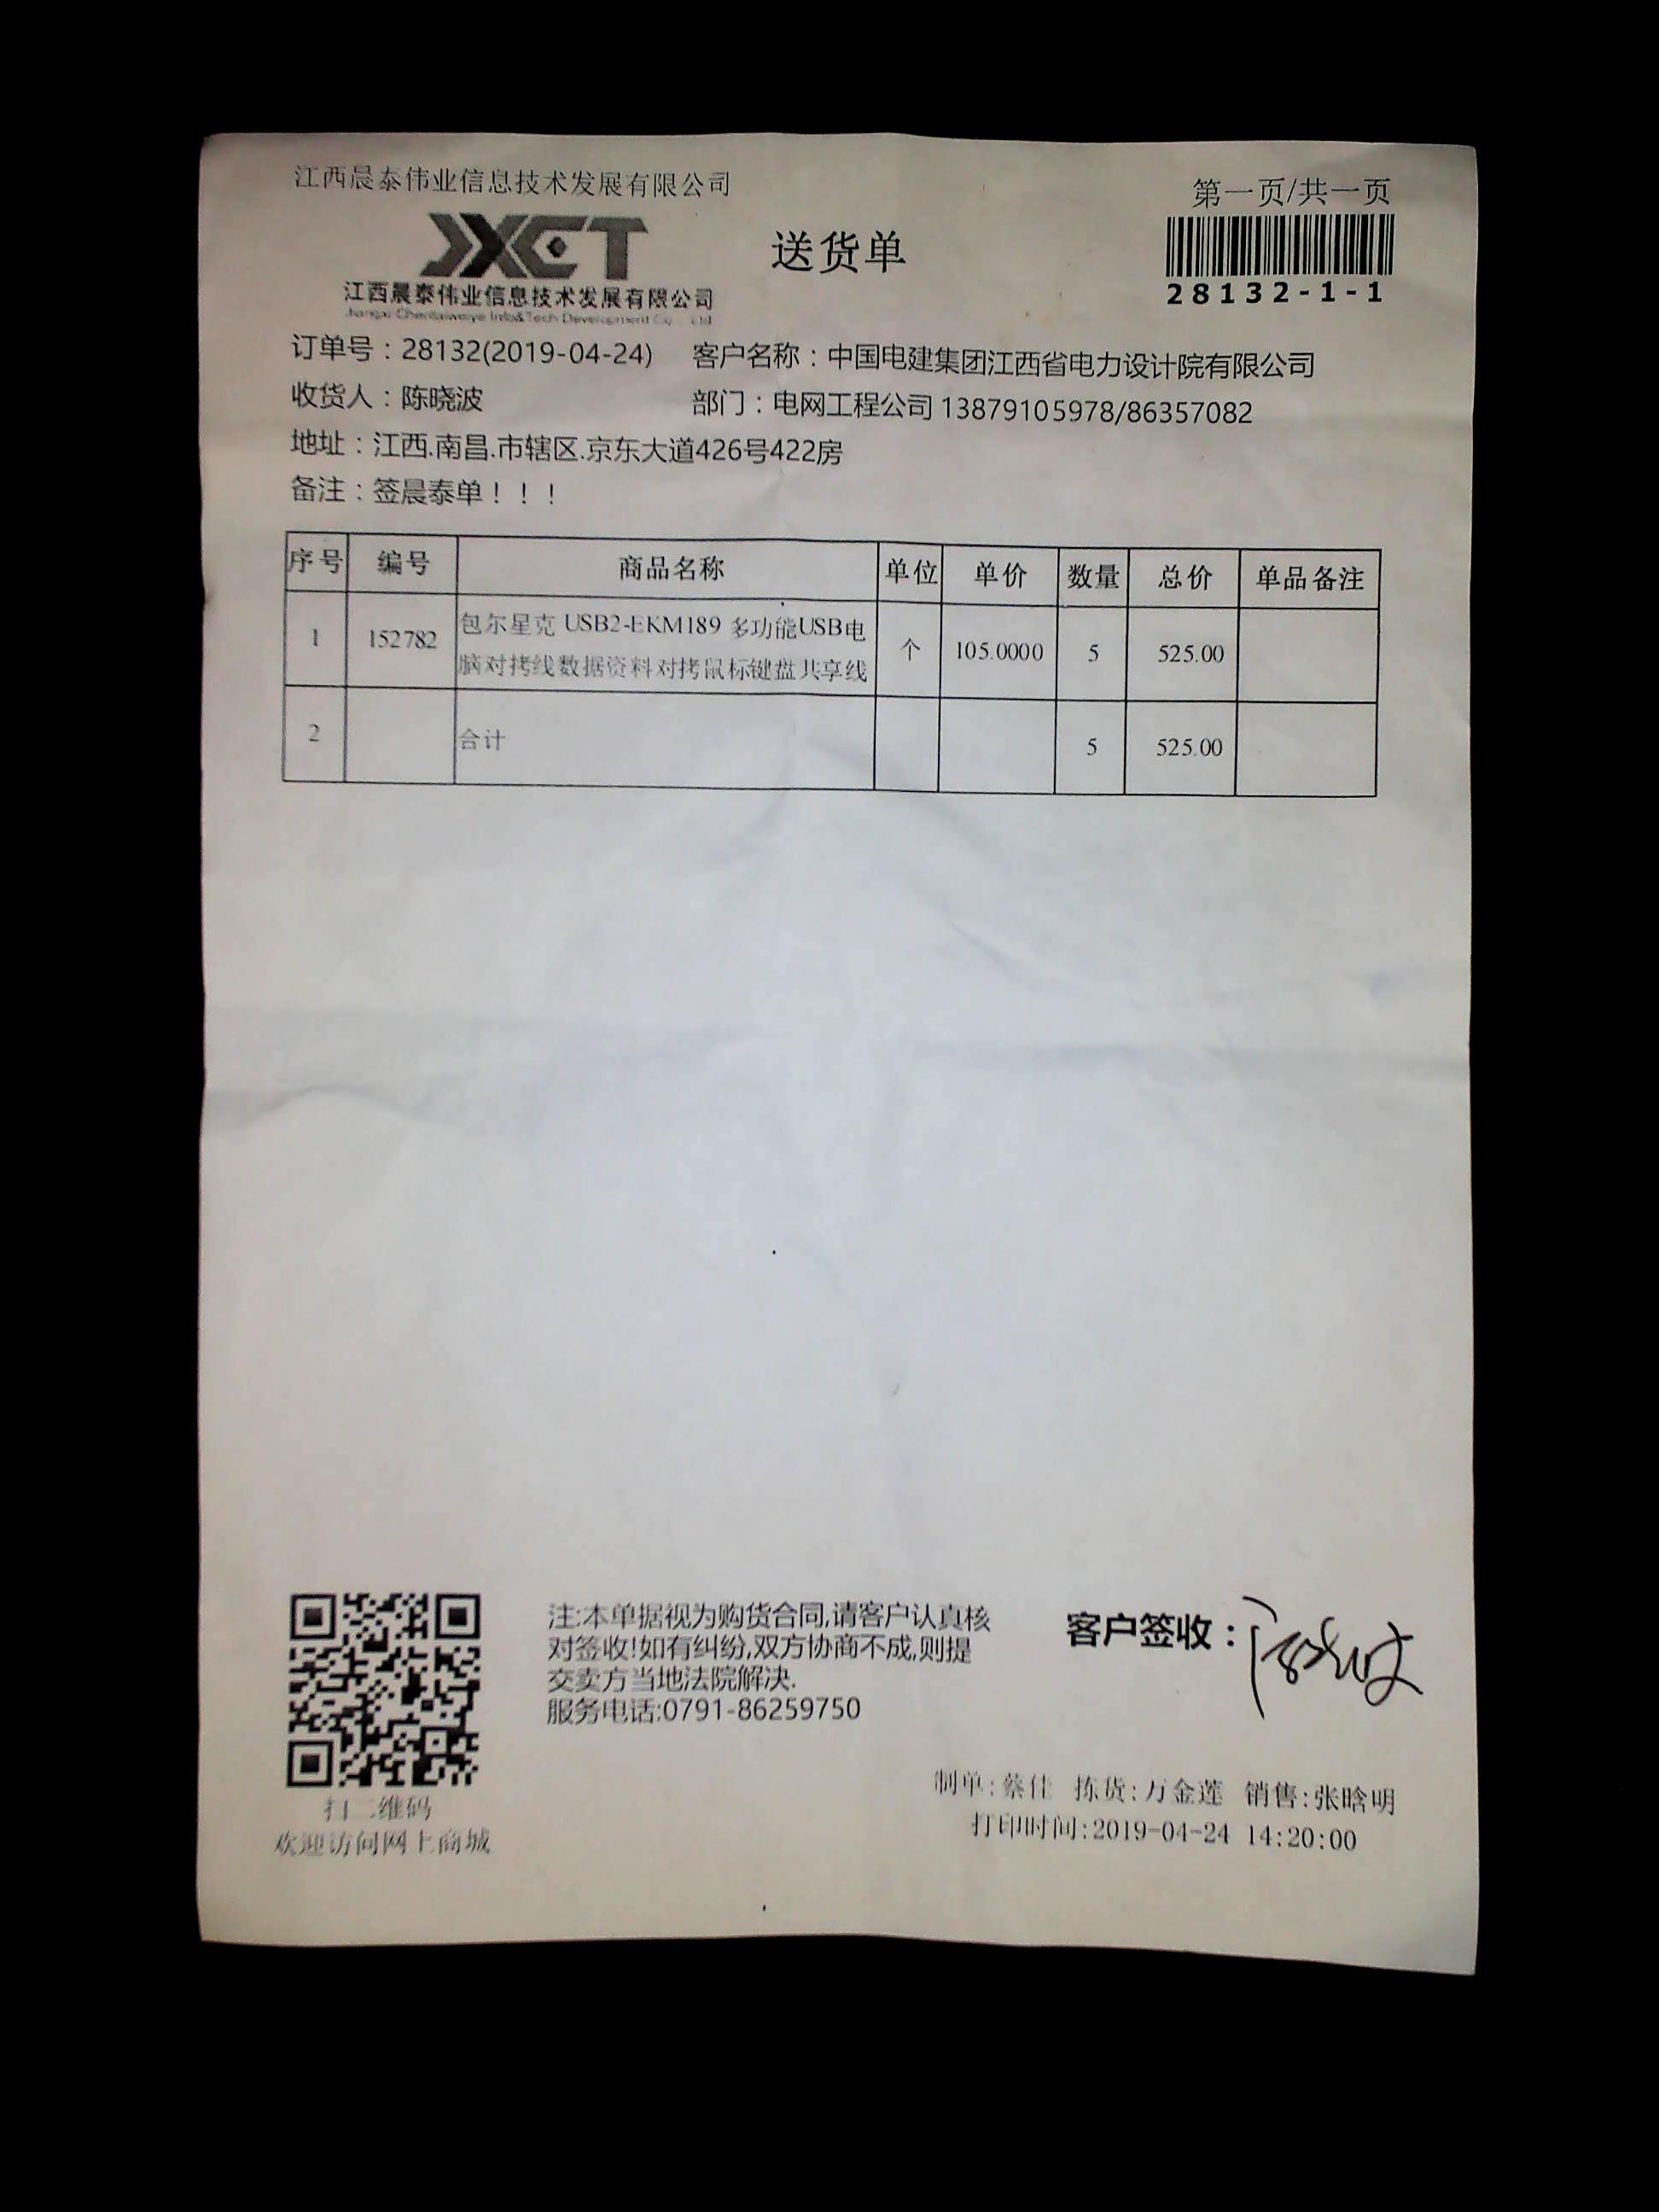 江西晨泰伟业信息技术发展有限公司
第一页/共一页
JXCT
送货单
江西晨泰伟业信息技术发展有限公司
Jiangxi Chentaiweiye Info&Tech Development Co., Ltd
28132-1-1
订单号：28132(2019-04-24) 客户名称：中国电建集团江西省电力设计院有限公司
收货人：陈晓波 部门：电网工程公司 13879105978/86357082
地址：江西.南昌.市辖区.京东大道426号422房
备注：签晨泰单！！！
序号 编号 商品名称 单位 单价 数量 总价 单品备注
1 152782 包尔星克 USB2-EKM189 多功能USB电 个 105.0000 5 525.00
脑对拷线数据资料对拷鼠标键盘共享线
2 合计 5 525.00
注:本单据视为购货合同,请客户认真核
对签收!如有纠纷,双方协商不成,则提
交卖方当地法院解决.
服务电话:0791-86259750
客户签收：陈晓波
扫二维码
欢迎访问网上商城
制单:蔡佳 拣货:万金莲 销售:张晗明
打印时间:2019-04-24 14:20:00